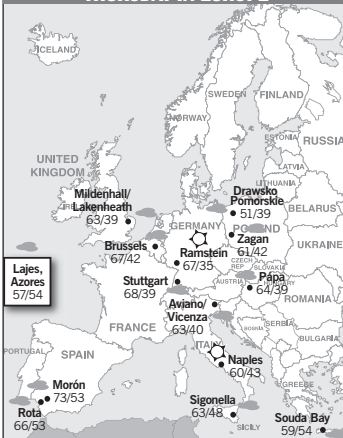 ICELAND
SWEDEN
FINLAND
NORWAY
ESTONIA
RUSSIA
LATVIA
LITHUANIA
UNITED
KINGDOM
Mildenhall/
Lakenheath
63/39
Drawsko
Pomorskie
51/39
BELARUS
GERMANY
POLAND
Zagan
61/42
Brussels
67/42
Ramstein
67/35
UKRAINE
CZECH
REP
SLOVAKIA
Lajes,
Azores
57/54
Stuttgart
68/39
AUSTRIA
Pápa
64/39
HUNGARY
Aviano/
Vicenza
63/40
ROMANIA
FRANCE
BOSNIA
SERBIA
BULGARIA
ITALY
PORTUGAL
SPAIN
Naples
60/43
Morón
73/53
GREECE
Rota
66/53
Sigonella
63/48
SICILY
Souda Bay
59/54